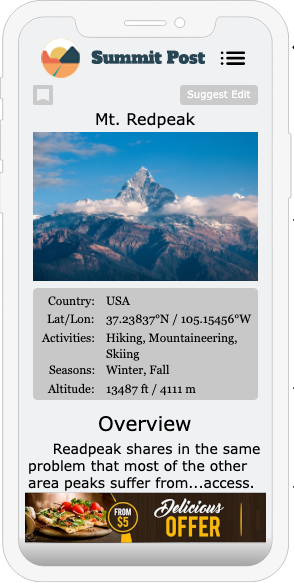 Summit Post
Suggest Edit
Mt. Redpeak
Country: USA
Lat/Lon: 37.23837°N / 105.15456°W
Activities: Hiking, Mountaineering,
Skiing
Seasons: Winter, Fall
Altitude: 13487 ft / 4111 m
Overview
Readpeak shares in the same
problem that most of the other
area peaks suffer from...access.
FROM
$5
Delicious
OFFER